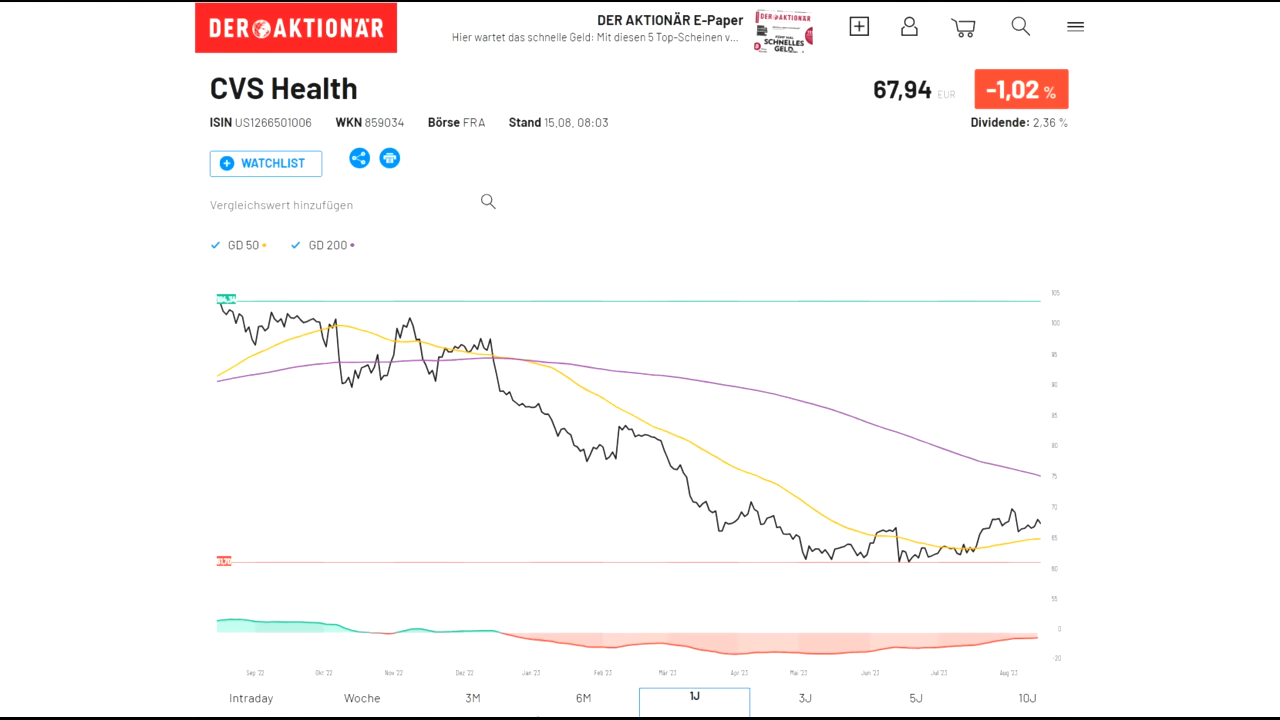 DER AKTIONÄR
DER AKTIONÄR E-Paper
Hier wartet das schnelle Geld: Mit diesen 5 Top-Scheinen v...
DER AKTIONÄR
SCHNELLES
GELD
CVS Health
67,94 EUR
-1,02 %
ISIN US1266501006 WKN 859034 Börse FRA Stand 15.08. 08:03
Dividende: 2,36 %
WATCHLIST
Vergleichswert hinzufügen
GD 50 GD 200
105
100
95
90
85
80
75
70
65
60
55
0
-20
Sep '22 Okt '22 Nov '22 Dez '22 Jan '23 Feb '23 Mär '23 Apr '23 Mai '23 Jun '23 Jul '23 Aug '23
Intraday Woche 3M 6M 1J 3J 5J 10J